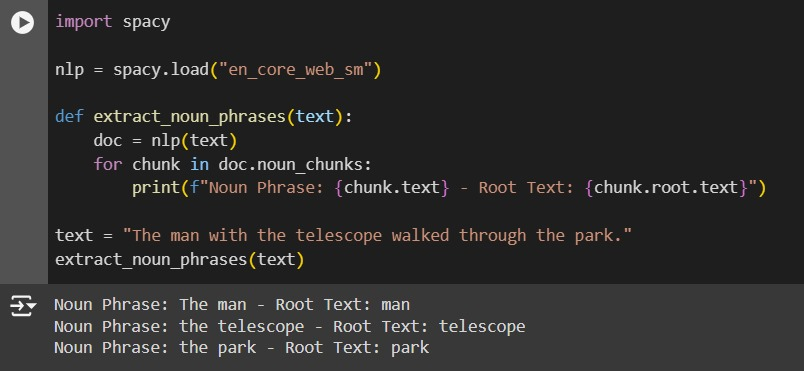 import spacy
nlp = spacy.load("en_core_web_sm")
def extract_noun_phrases(text):
    doc = nlp(text)
    for chunk in doc.noun_chunks:
        print(f"Noun Phrase: {chunk.text} - Root Text: {chunk.root.text}")
text = "The man with the telescope walked through the park."
extract_noun_phrases(text)
Noun Phrase: The man - Root Text: man
Noun Phrase: the telescope - Root Text: telescope
Noun Phrase: the park - Root Text: park